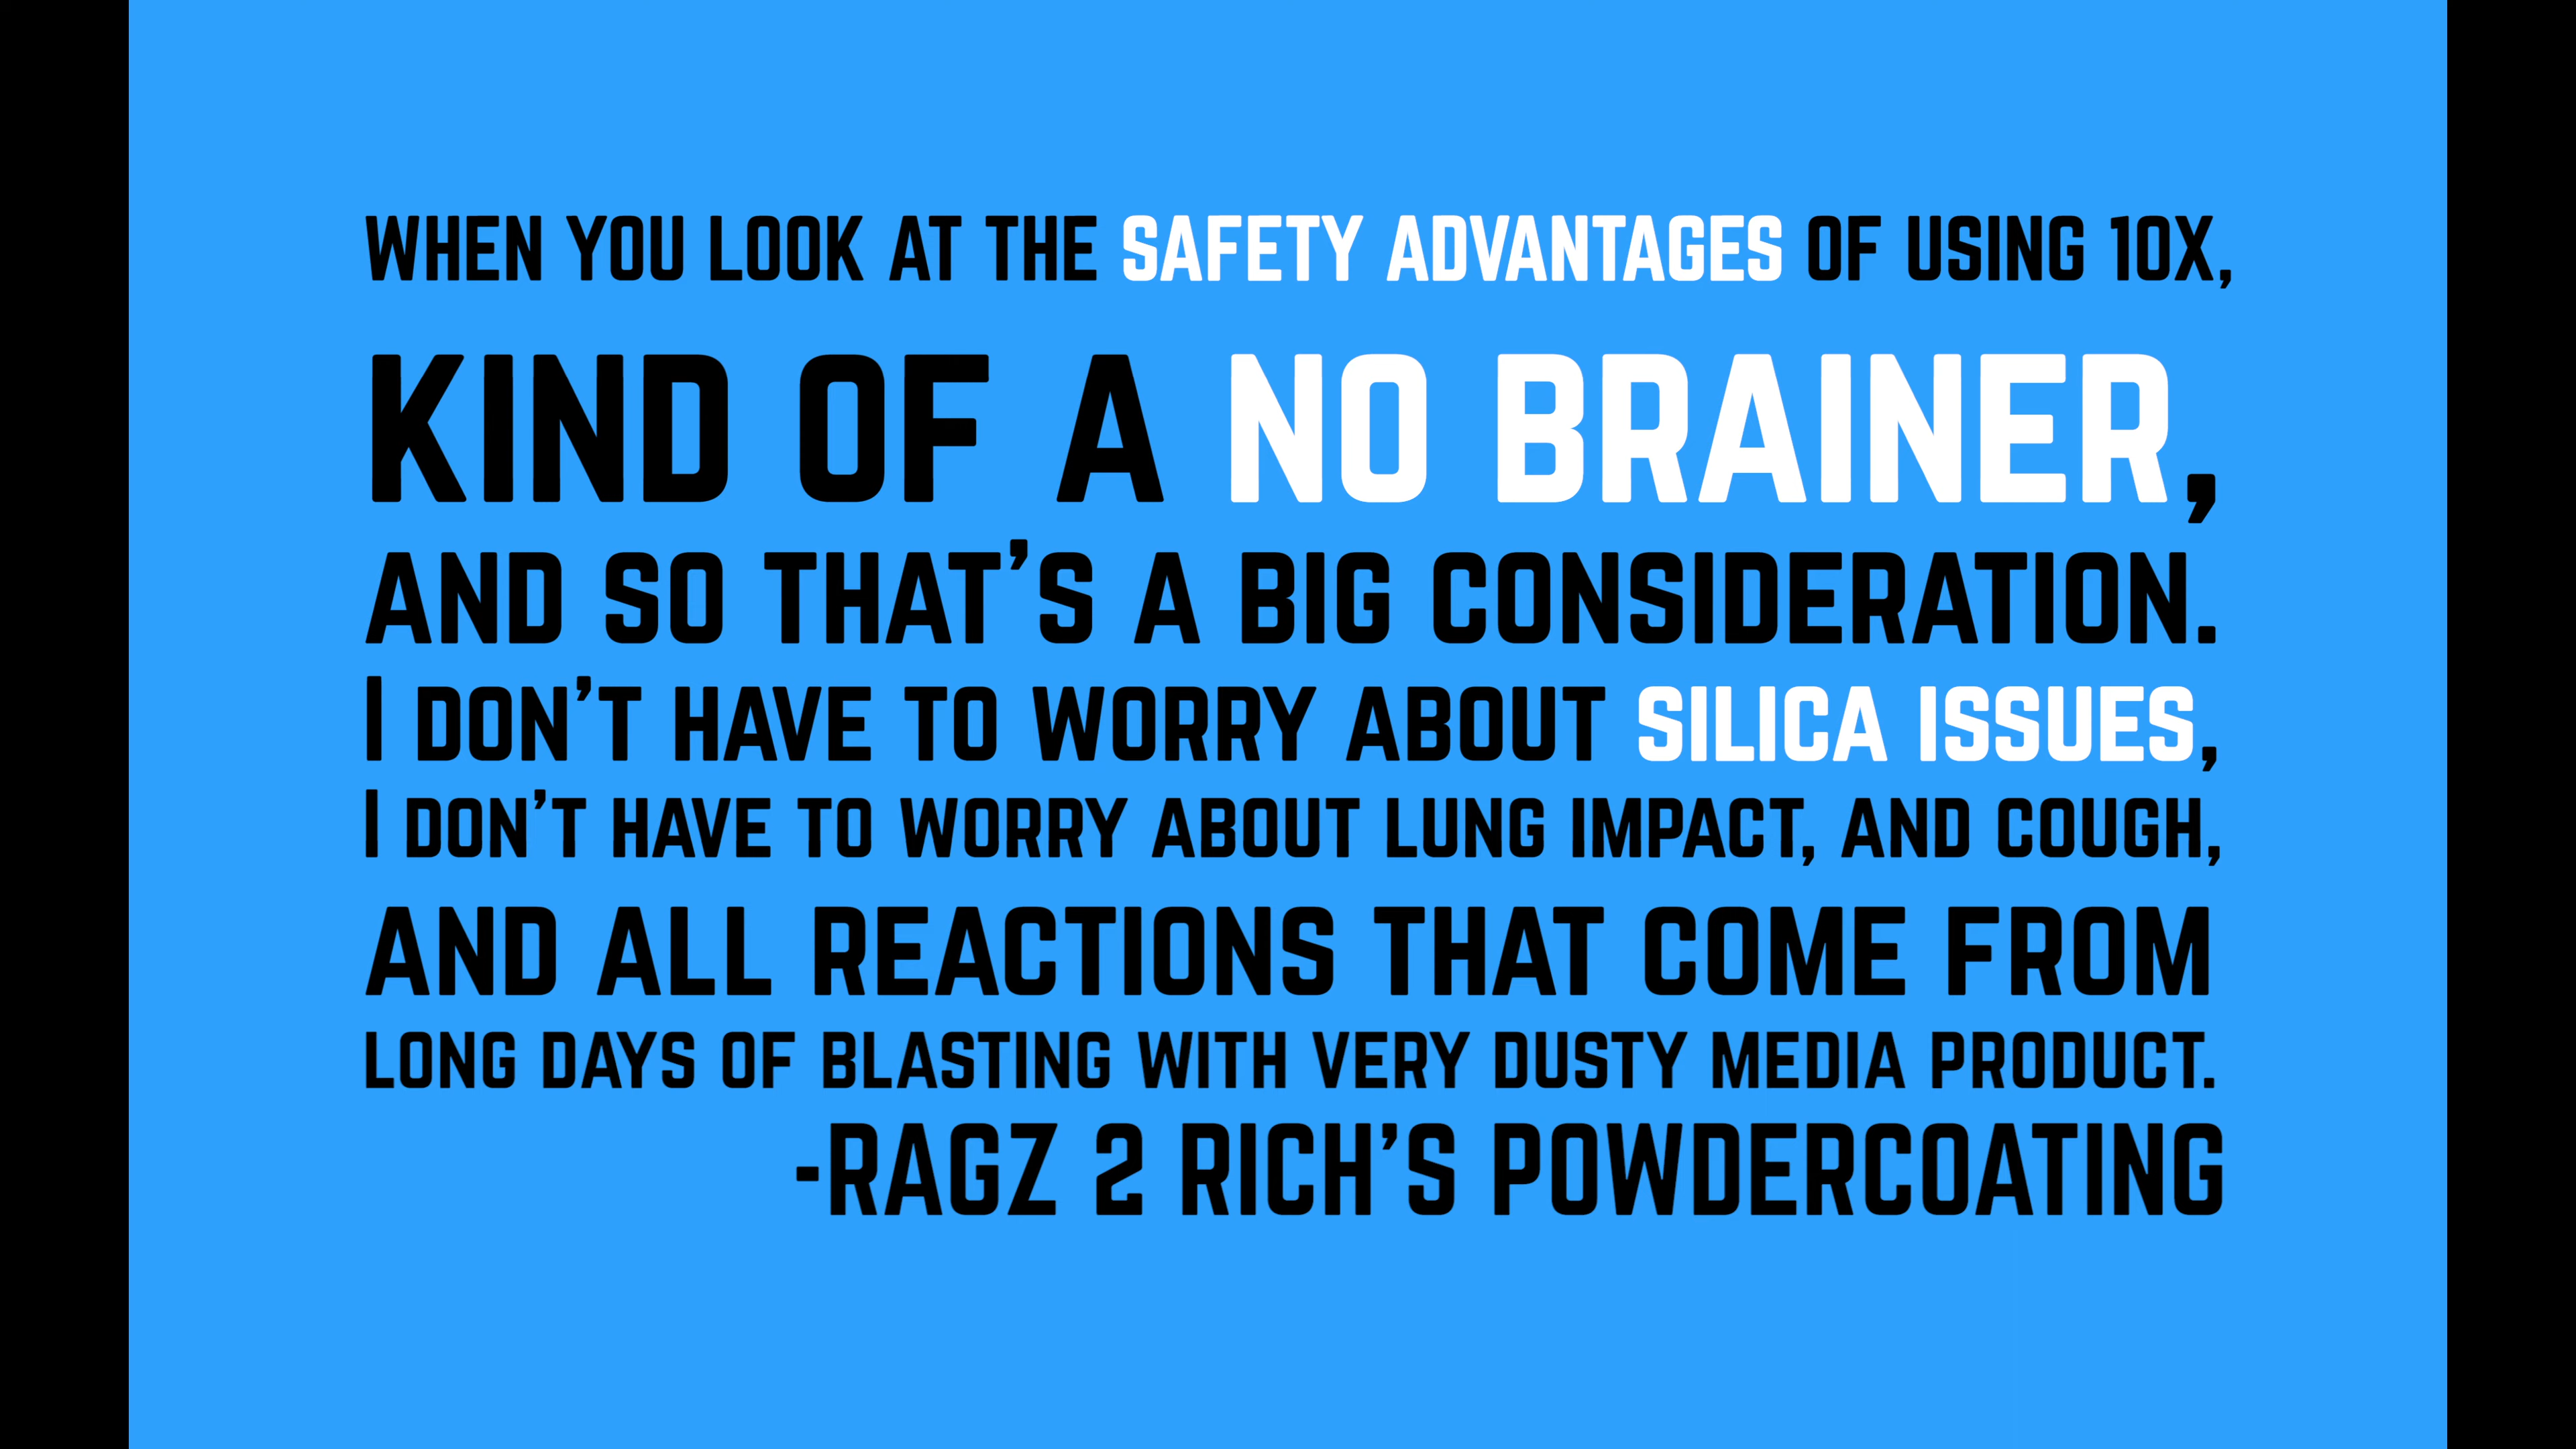 WHEN YOU LOOK AT THE SAFETY ADVANTAGES OF USING 10X,
KIND OF A NO BRAINER,
AND SO THAT'S A BIG CONSIDERATION.
I DON'T HAVE TO WORRY ABOUT SILICA ISSUES,
I DON'T HAVE TO WORRY ABOUT LUNG IMPACT, AND COUGH,
AND ALL REACTIONS THAT COME FROM
LONG DAYS OF BLASTING WITH VERY DUSTY MEDIA PRODUCT.
-RAGZ 2 RICH'S POWDERCOATING